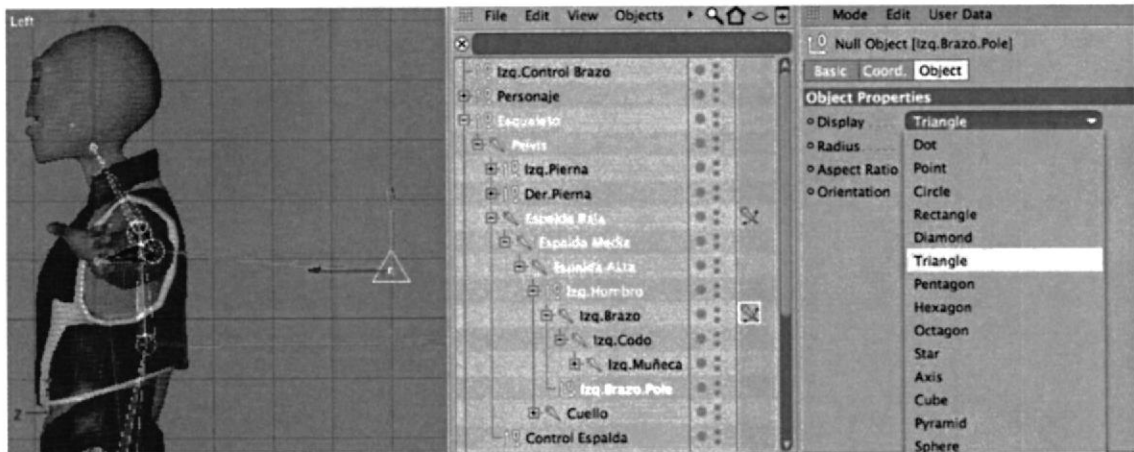 Left
Z
File Edit View Objects
Izq.Control Brazo
Personaje
Esqueleto
Pelvis
Izq.Pierna
Der.Pierna
Espalda Baja
Espalda Media
Espalda Alta
Izq.Hombro
Izq.Brazo
Izq.Codo
Izq.Muñeca
Izq.Brazo.Pole
Cuello
Control Espalda
Mode Edit User Data
Null Object [Izq.Brazo.Pole]
Basic Coord. Object
Object Properties
Display Triangle
Radius
Aspect Ratio
Orientation
Dot
Point
Circle
Rectangle
Diamond
Triangle
Pentagon
Hexagon
Octagon
Star
Axis
Cube
Pyramid
Sphere